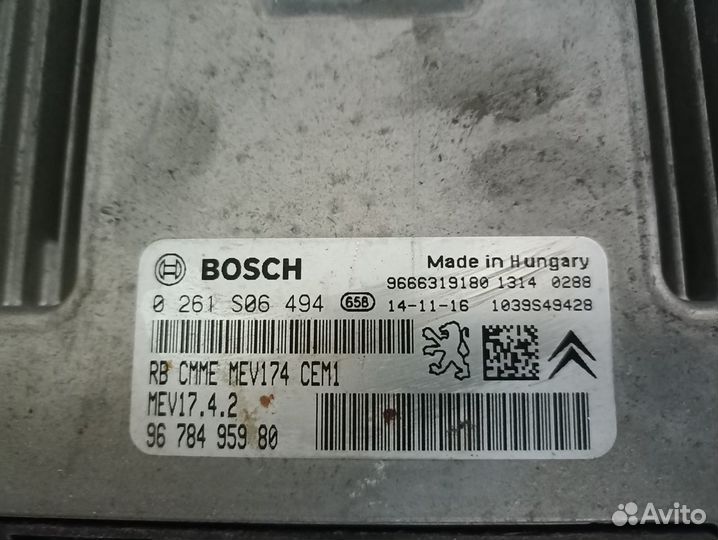 BOSCH
Made in Hungary
9666319180 1314 0288
0 261 S06 494 658 14-11-16 1039S49428
RB CMME MEV174 CEM1
MEV17.4.2
96 784 959 80
Avito